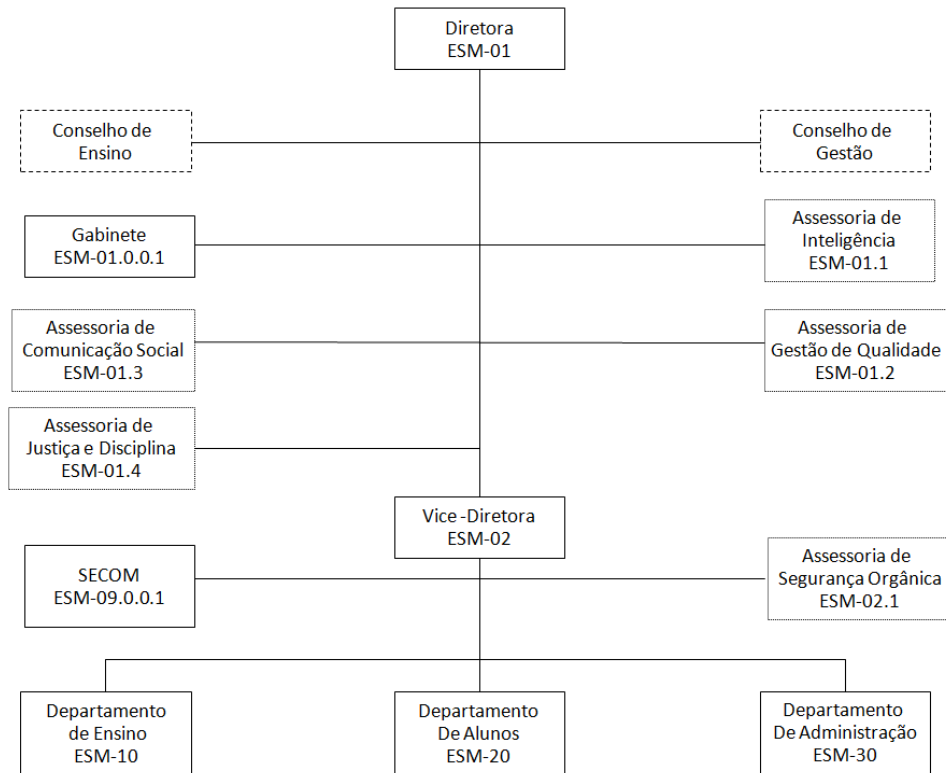 Diretora
ESM-01
Conselho de
Ensino
Conselho de
Gestão
Gabinete
ESM-01.0.0.1
Assessoria de
Inteligência
ESM-01.1
Assessoria de
Comunicação Social
ESM-01.3
Assessoria de
Gestão de Qualidade
ESM-01.2
Assessoria de
Justiça e Disciplina
ESM-01.4
Vice -Diretora
ESM-02
SECOM
ESM-09.0.0.1
Assessoria de
Segurança Orgânica
ESM-02.1
Departamento
de Ensino
ESM-10
Departamento
De Alunos
ESM-20
Departamento
De Administração
ESM-30